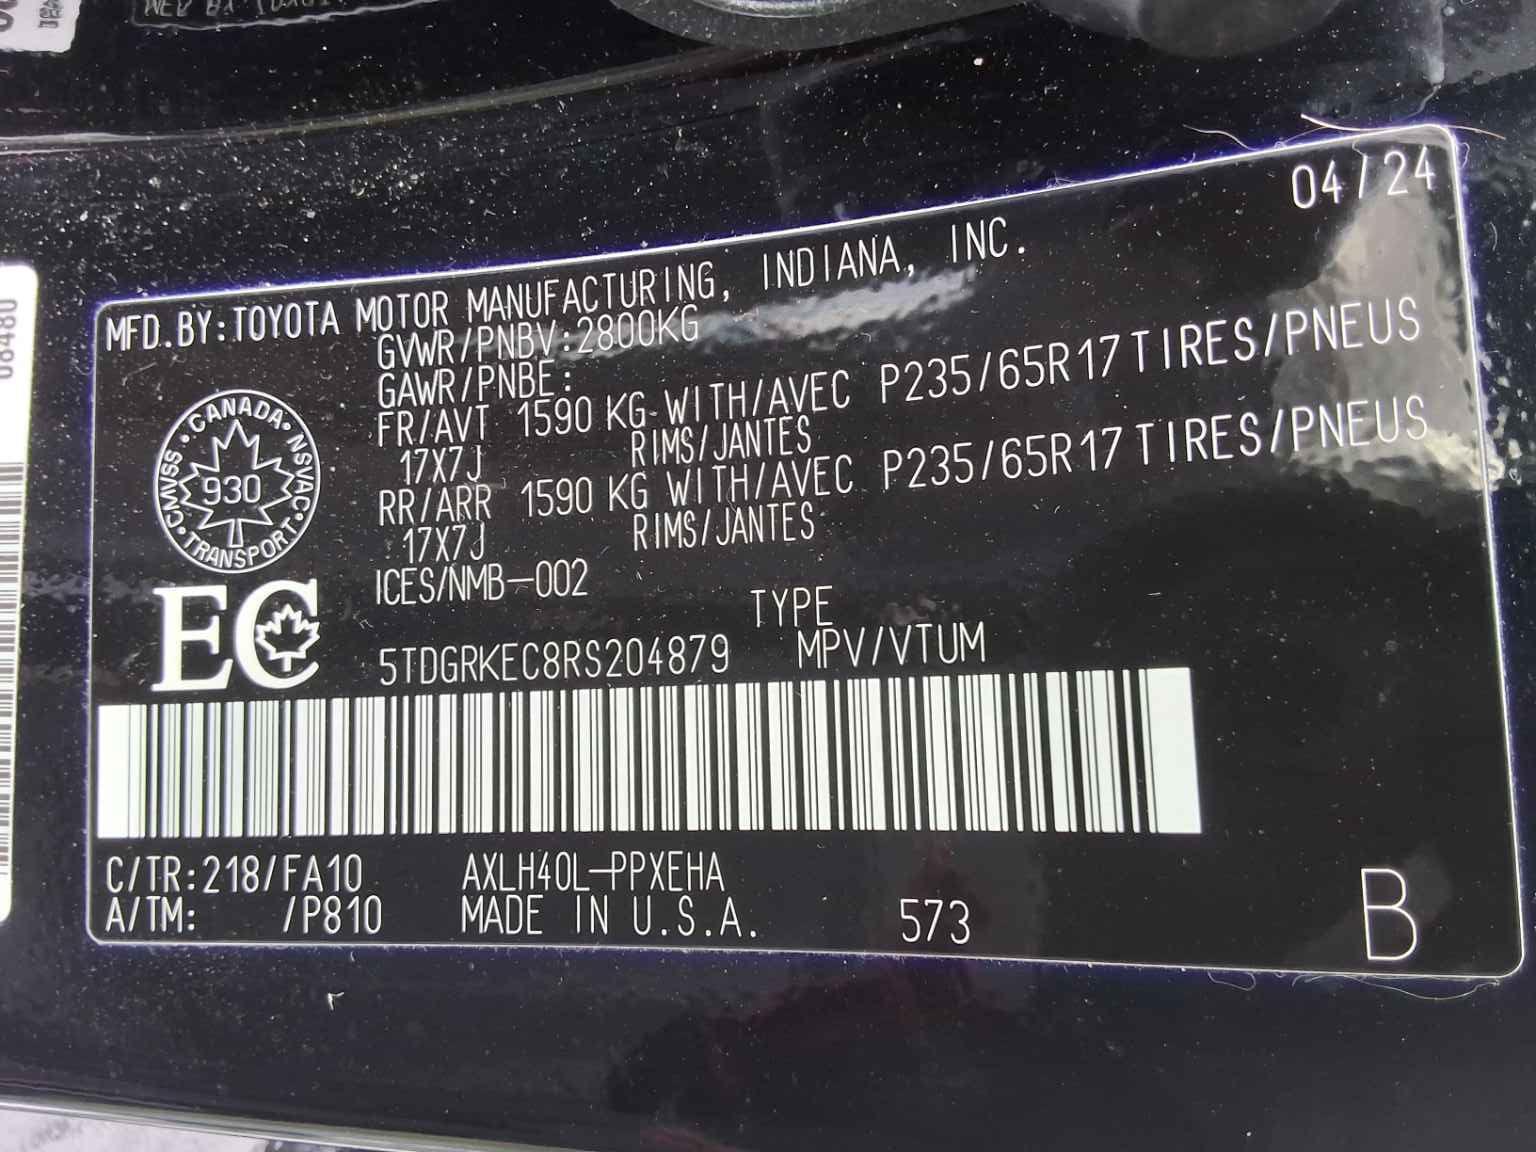 04/24
MFD.BY:TOYOTA MOTOR MANUFACTURING, INDIANA, INC.
GVWR/PNBV:2800KG
GAWR/PNBE:
FR/AVT 1590 KG WITH/AVEC P235/65R17 TIRES/PNEUS
17X7J RIMS/JANTES
RR/ARR 1590 KG WITH/AVEC P235/65R17 TIRES/PNEUS
17X7J RIMS/JANTES
ICES/NMB-002
CANADA • NSVAC • TRANSPORT • CMVSS •
930
EC
TYPE
5TDGRKEC8RS204879 MPV/VTUM
C/TR:218/FA10 AXLH40L-PPXEHA
A/TM: /P810 MADE IN U.S.A. 573 B
08480